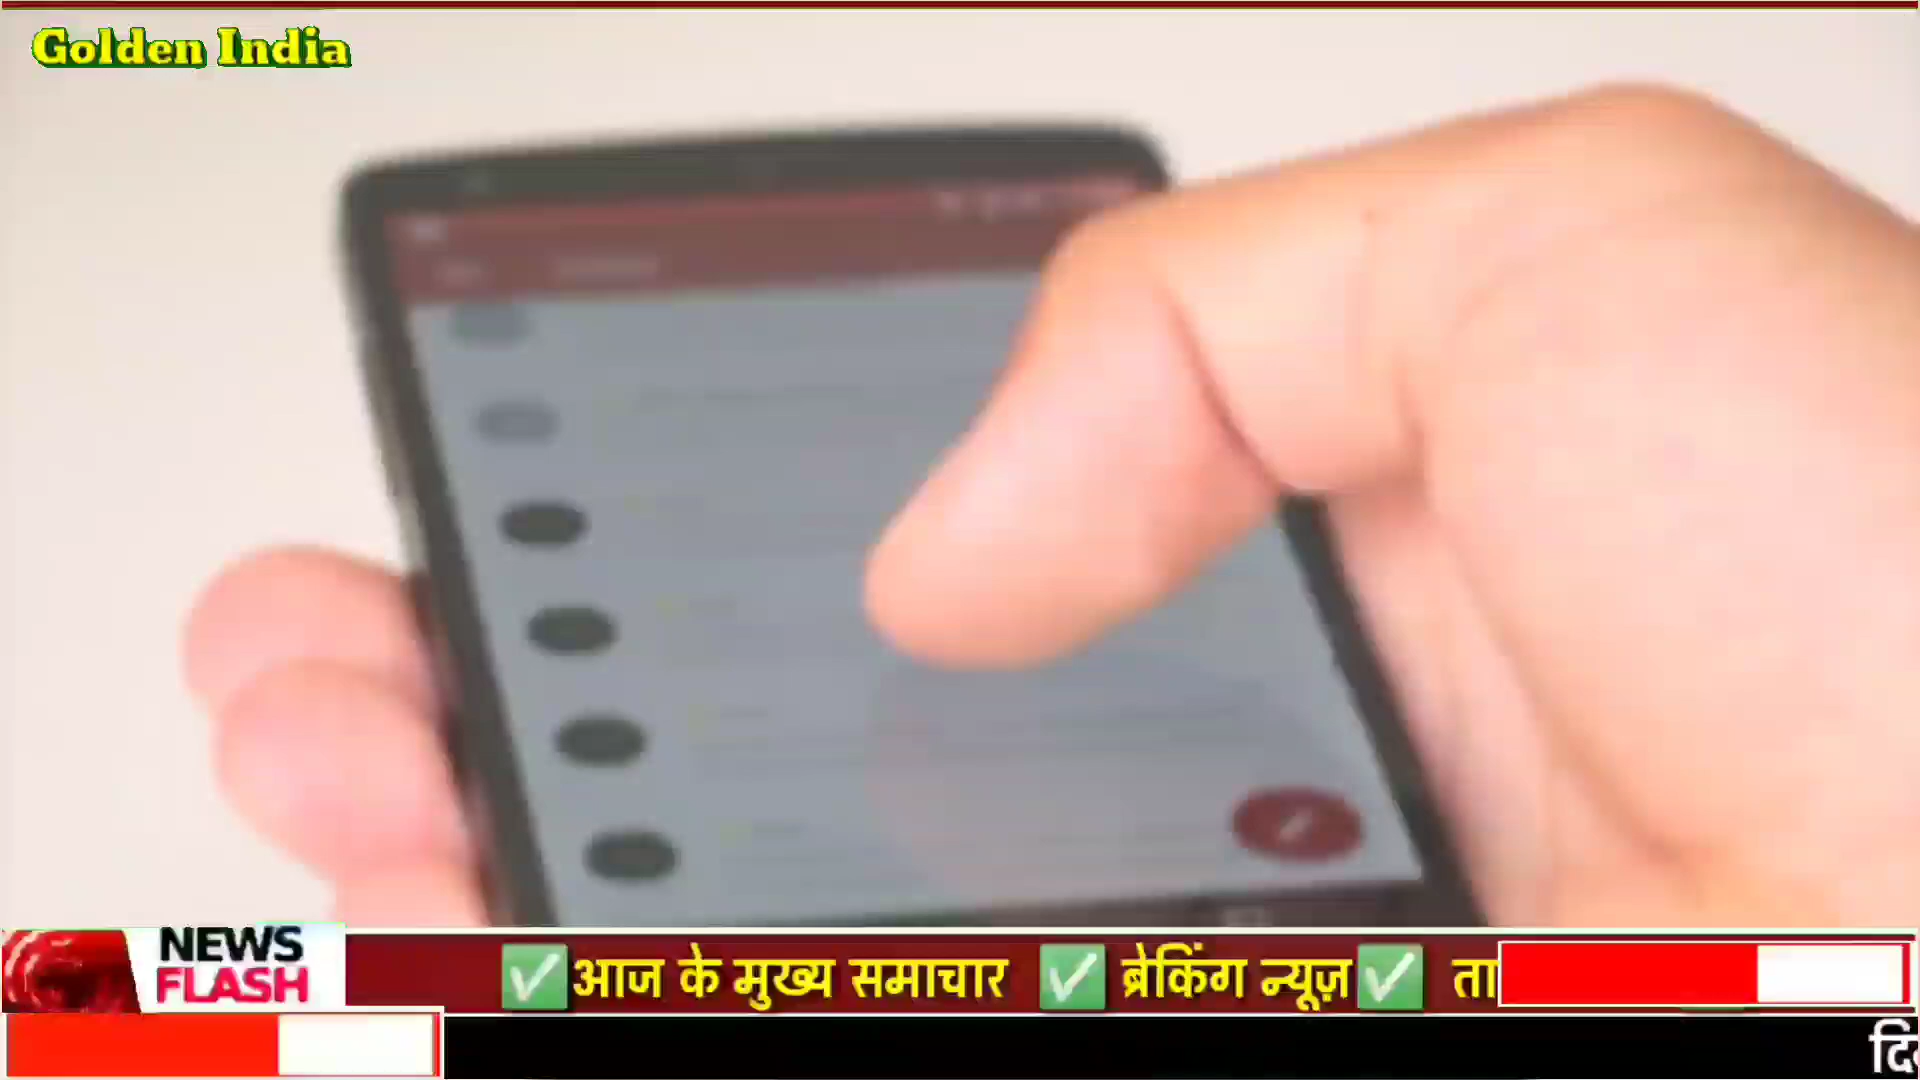 Golden India
NEWS
FLASH
✅आज के मुख्य समाचार ✅ ब्रेकिंग न्यूज़✅ ता